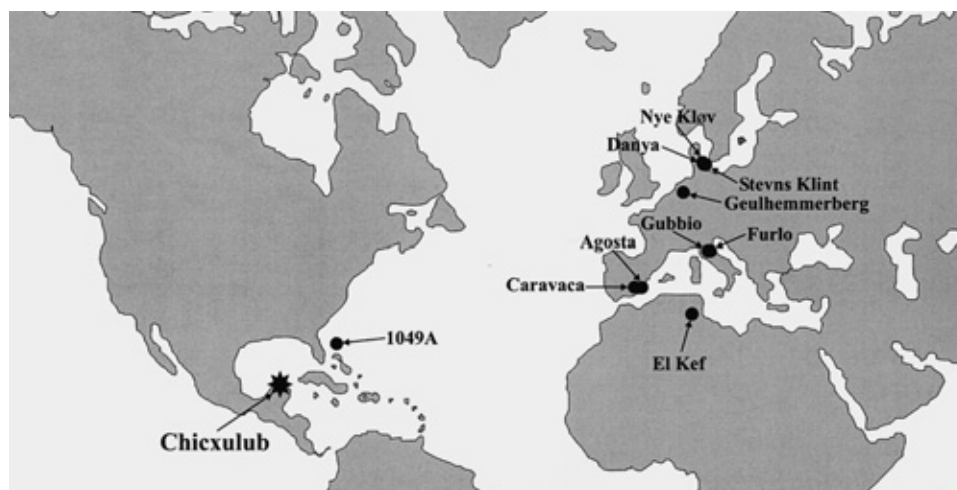 Nye Kløv
Danya
Stevns Klint
Geulhemmerberg
Gubbio
Furlo
Agosta
Caravaca
1049A
El Kef
Chicxulub